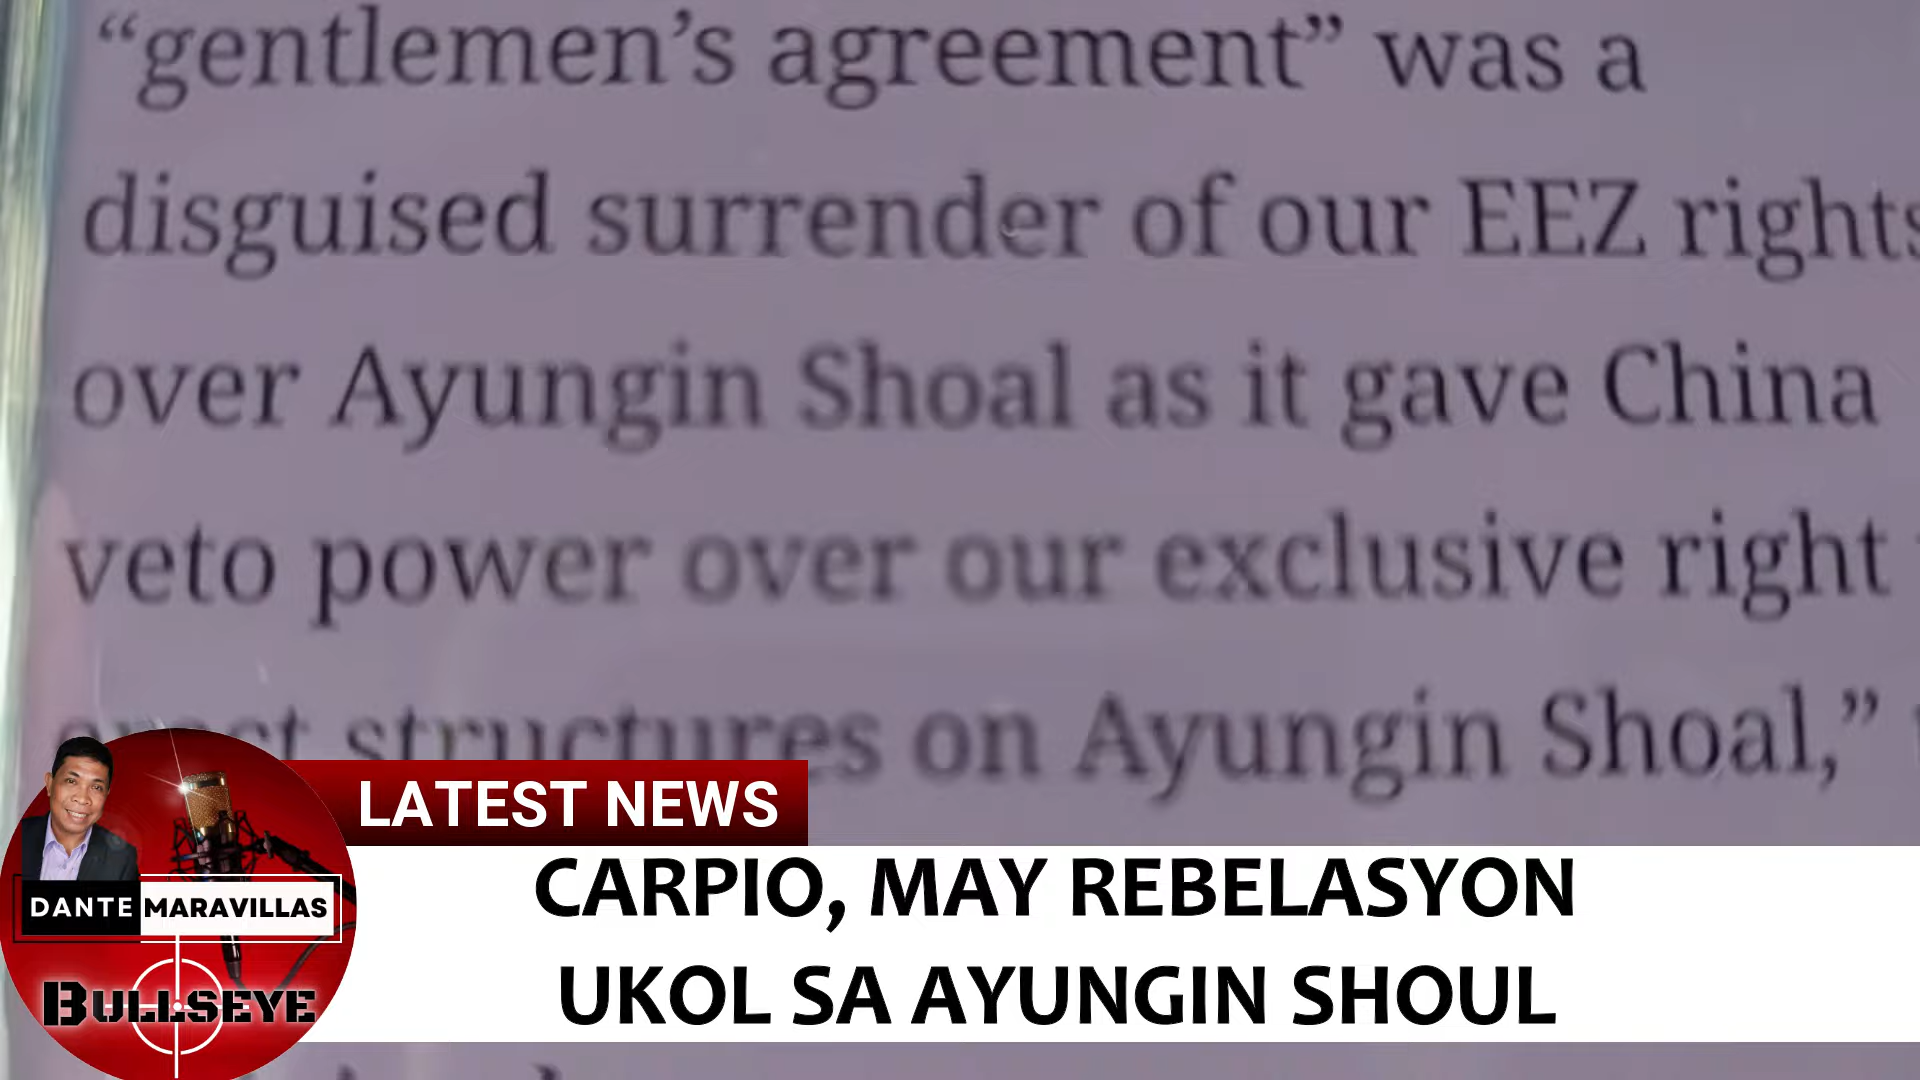 “gentlemen’s agreement” was a
disguised surrender of our EEZ rights
over Ayungin Shoal as it gave China
veto power over our exclusive right
erect structures on Ayungin Shoal,”
LATEST NEWS
CARPIO, MAY REBELASYON
UKOL SA AYUNGIN SHOUL
DANTE MARAVILLAS
BULLSEYE